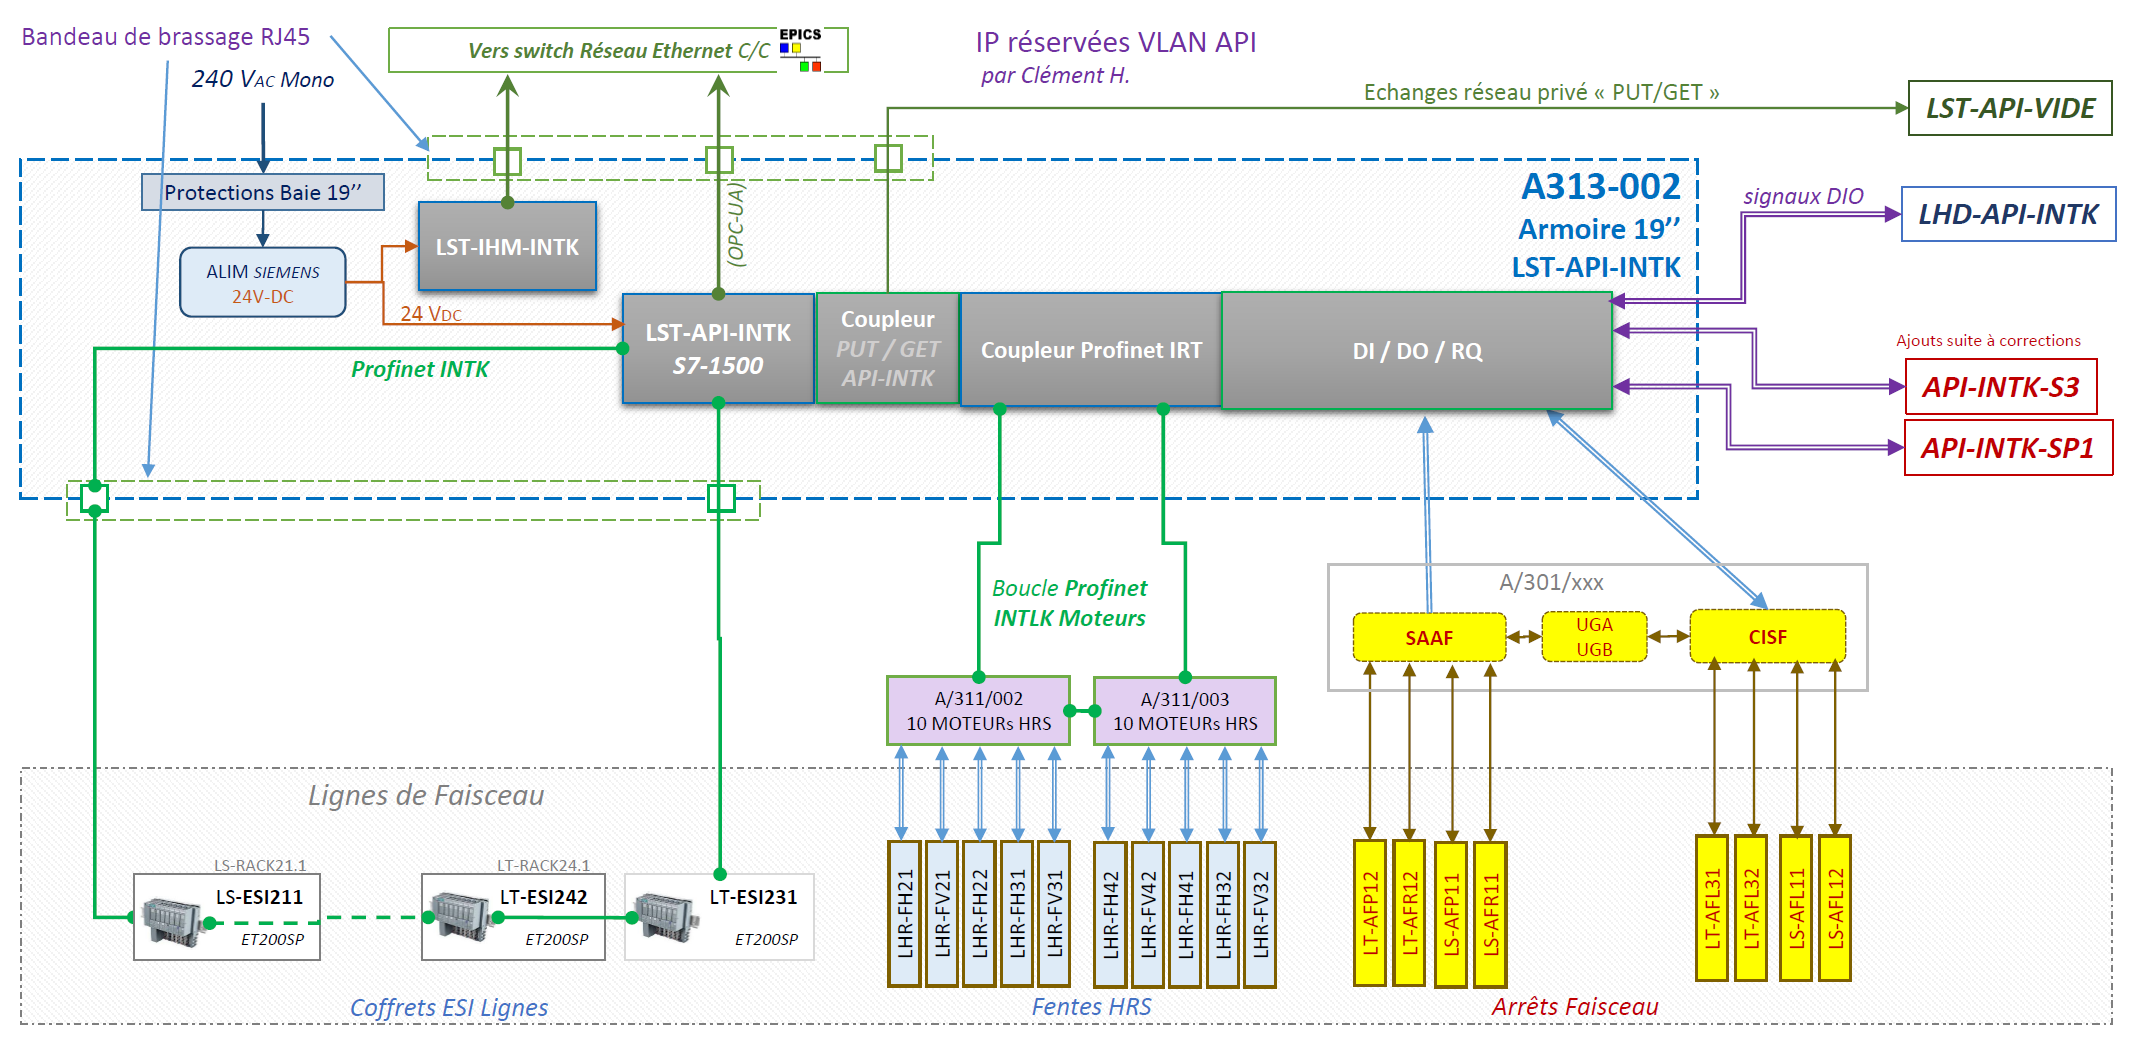 Bandeau de brassage RJ45
240 VAC Mono
Vers switch Réseau Ethernet C/C
EPICS
IP réservées VLAN API
par Clément H.
Echanges réseau privé « PUT/GET »
LST-API-VIDE
Protections Baie 19’’
ALIM SIEMENS
24V-DC
LST-IHM-INTK
(OPC-UA)
24 VDC
A313-002
Armoire 19’’
LST-API-INTK
signaux DIO
LHD-API-INTK
Profinet INTK
LST-API-INTK
S7-1500
Coupleur
PUT / GET
API-INTK
Coupleur Profinet IRT
DI / DO / RQ
Ajouts suite à corrections
API-INTK-S3
API-INTK-SP1
Boucle Profinet
INTLK Moteurs
A/301/xxx
SAAF
UGA
UGB
CISF
A/311/002
10 MOTEURs HRS
A/311/003
10 MOTEURs HRS
Lignes de Faisceau
LS-RACK21.1
LS-ESI211
ET200SP
LT-RACK24.1
LT-ESI242
ET200SP
LT-ESI231
ET200SP
LHR-FH21
LHR-FV21
LHR-FH22
LHR-FH31
LHR-FV31
LHR-FH42
LHR-FV42
LHR-FH41
LHR-FH32
LHR-FV32
LT-AFP12
LT-AFR12
LS-AFP11
LS-AFR11
LT-AFL31
LT-AFL32
LS-AFL11
LS-AFL12
Coffrets ESI Lignes
Fentes HRS
Arrêts Faisceau